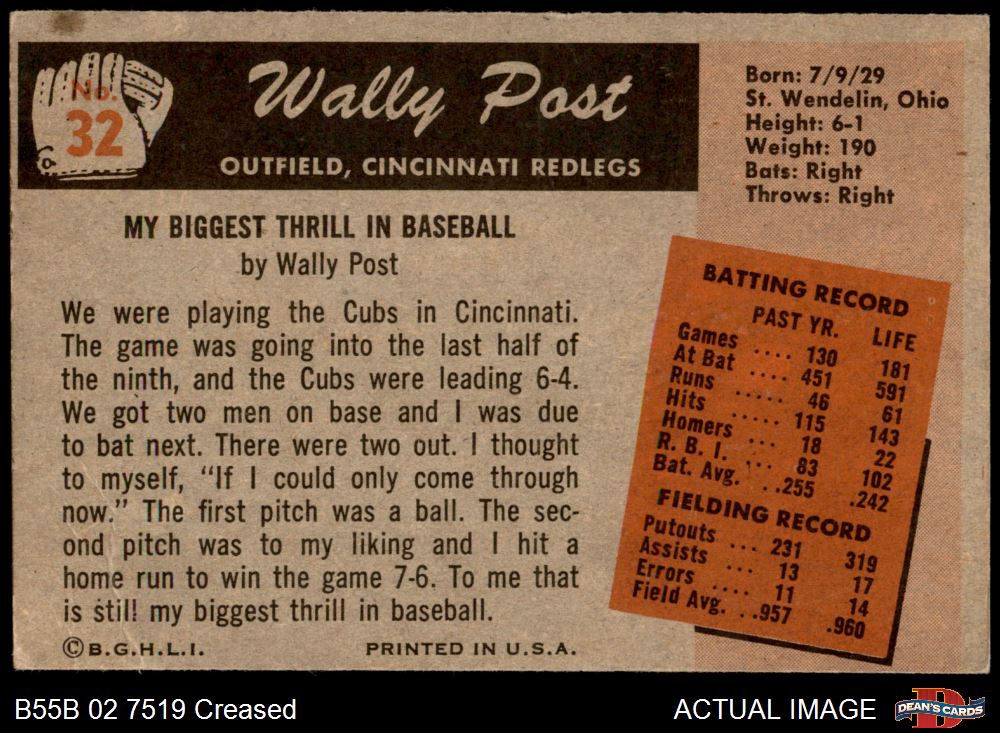 No.
32
Wally Post
OUTFIELD, CINCINNATI REDLEGS
Born: 7/9/29
St. Wendelin, Ohio
Height: 6-1
Weight: 190
Bats: Right
Throws: Right
MY BIGGEST THRILL IN BASEBALL
by Wally Post
We were playing the Cubs in Cincinnati.
The game was going into the last half of
the ninth, and the Cubs were leading 6-4.
We got two men on base and I was due
to bat next. There were two out. I thought
to myself, "If I could only come through
now." The first pitch was a ball. The sec-
ond pitch was to my liking and I hit a
home run to win the game 7-6. To me that
is still my biggest thrill in baseball.
©B.G.H.L.I. PRINTED IN U.S.A.
BATTING RECORD
PAST YR. LIFE
Games .... 130 181
At Bat .... 451 591
Runs ..... 46 61
Hits ..... 115 143
Homers ... 18 22
R. B. I. ... 83 102
Bat. Avg. ..255 .242
FIELDING RECORD
Putouts ... 231 319
Assists ... 13 17
Errors .... 11 14
Field Avg. ..957 .960
B55B 02 7519 Creased
ACTUAL IMAGE
DEAN'S CARDS